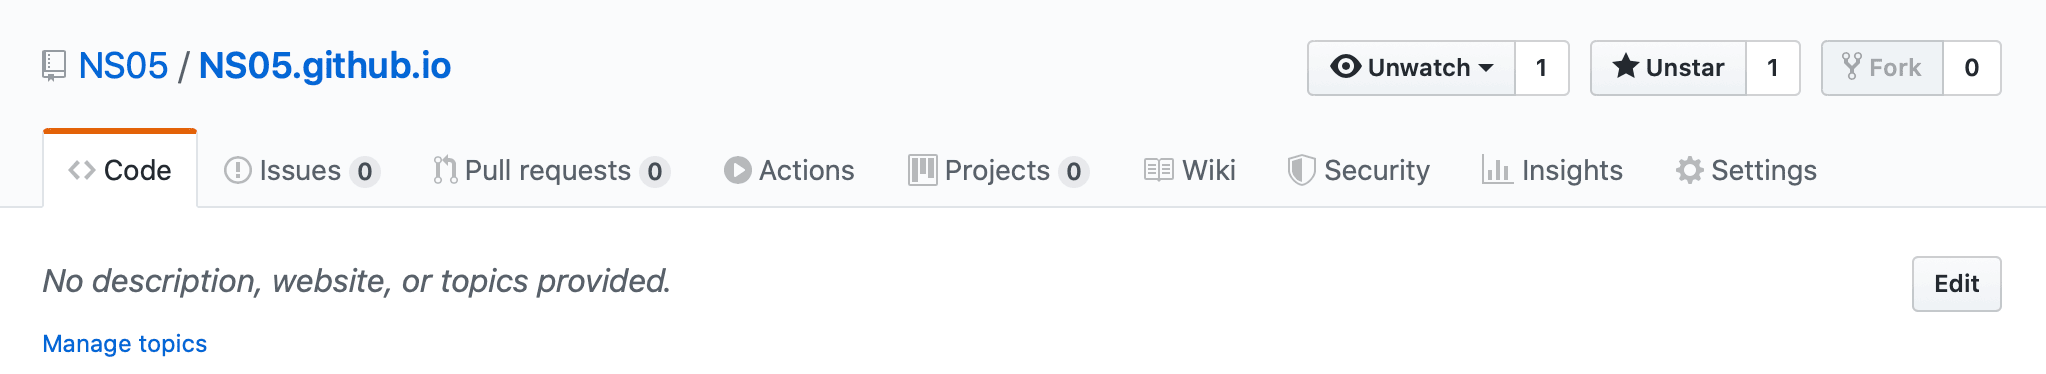 NS05 / NS05.github.io Unwatch 1 Unstar 1 Fork 0
Code Issues 0 Pull requests 0 Actions Projects 0 Wiki Security Insights Settings
No description, website, or topics provided. Edit
Manage topics